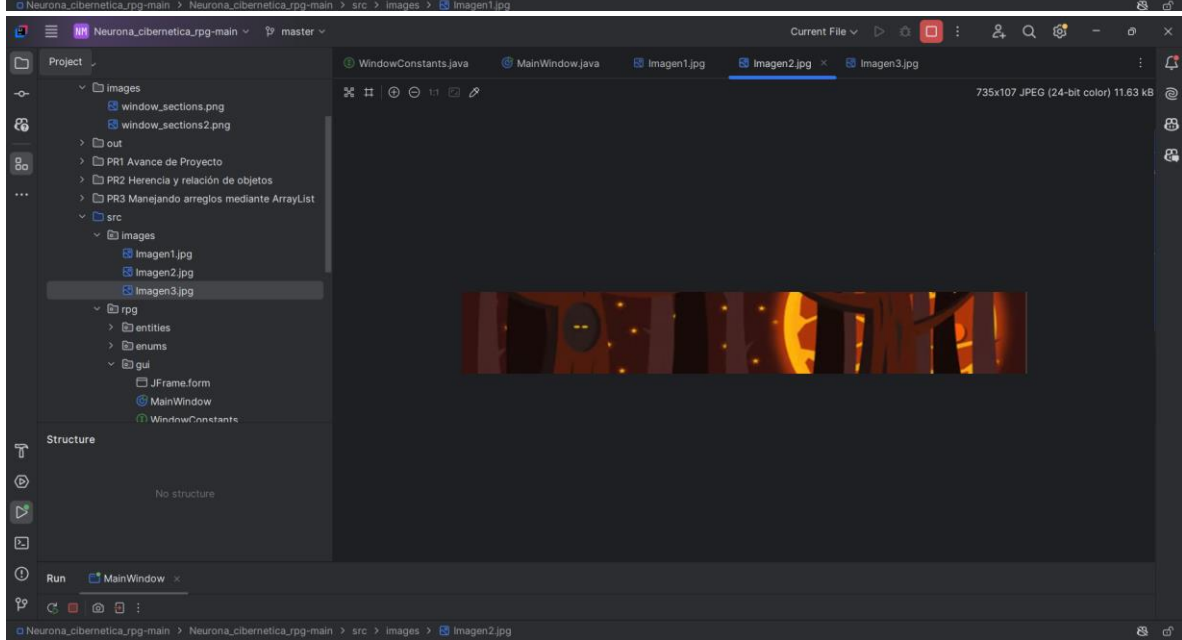 Neurona_cibernetica_rpg-main > Neurona_cibernetica_rpg-main > src > images > Imagen1.jpg
NM Neurona_cibernetica_rpg-main master Current File
Project WindowConstants.java MainWindow.java Imagen1.jpg Imagen2.jpg Imagen3.jpg
images 1:1 735x107 JPEG (24-bit color) 11.63 kB
window_sections.png
window_sections2.png
out
PR1 Avance de Proyecto
PR2 Herencia y relación de objetos
PR3 Manejando arreglos mediante ArrayList
src
images
Imagen1.jpg
Imagen2.jpg
Imagen3.jpg
rpg
entities
enums
gui
JFrame.form
MainWindow
WindowConstants
Structure
No structure
Run MainWindow
Neurona_cibernetica_rpg-main > Neurona_cibernetica_rpg-main > src > images > Imagen2.jpg